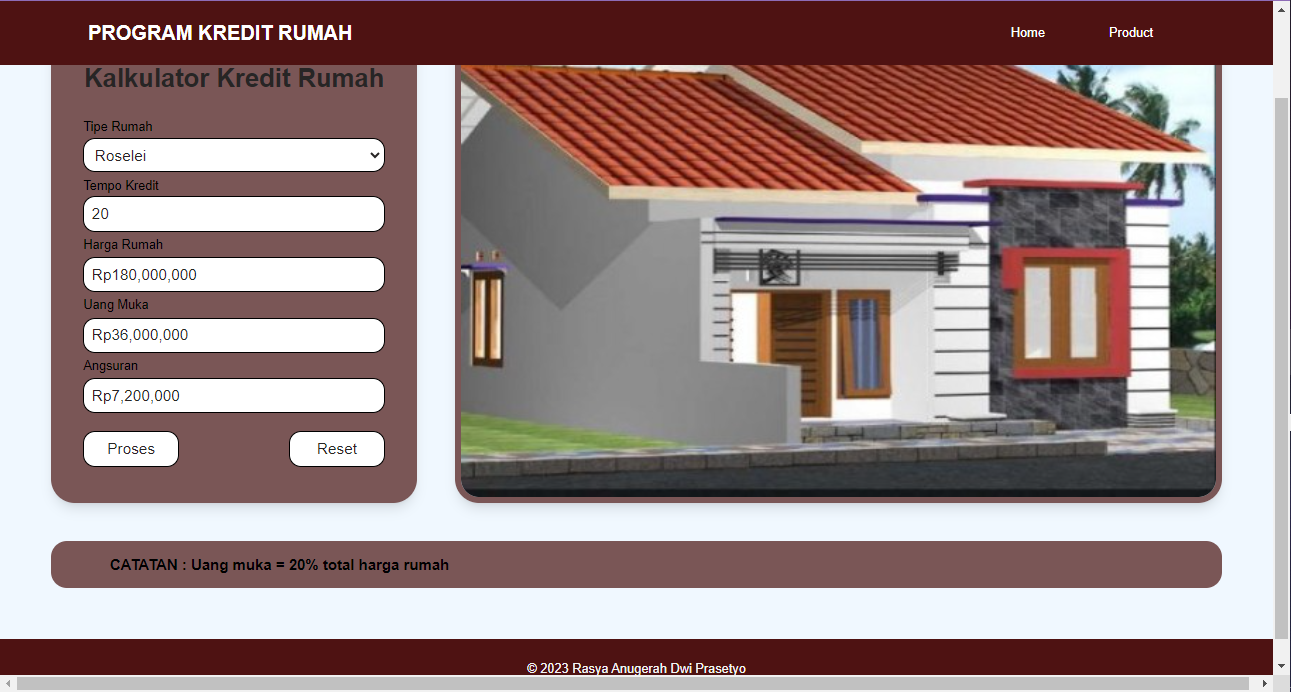 PROGRAM KREDIT RUMAH
Home
Product
Kalkulator Kredit Rumah
Tipe Rumah
Roselei
Tempo Kredit
20
Harga Rumah
Rp180,000,000
Uang Muka
Rp36,000,000
Angsuran
Rp7,200,000
Proses
Reset
CATATAN : Uang muka = 20% total harga rumah
© 2023 Rasya Anugerah Dwi Prasetyo